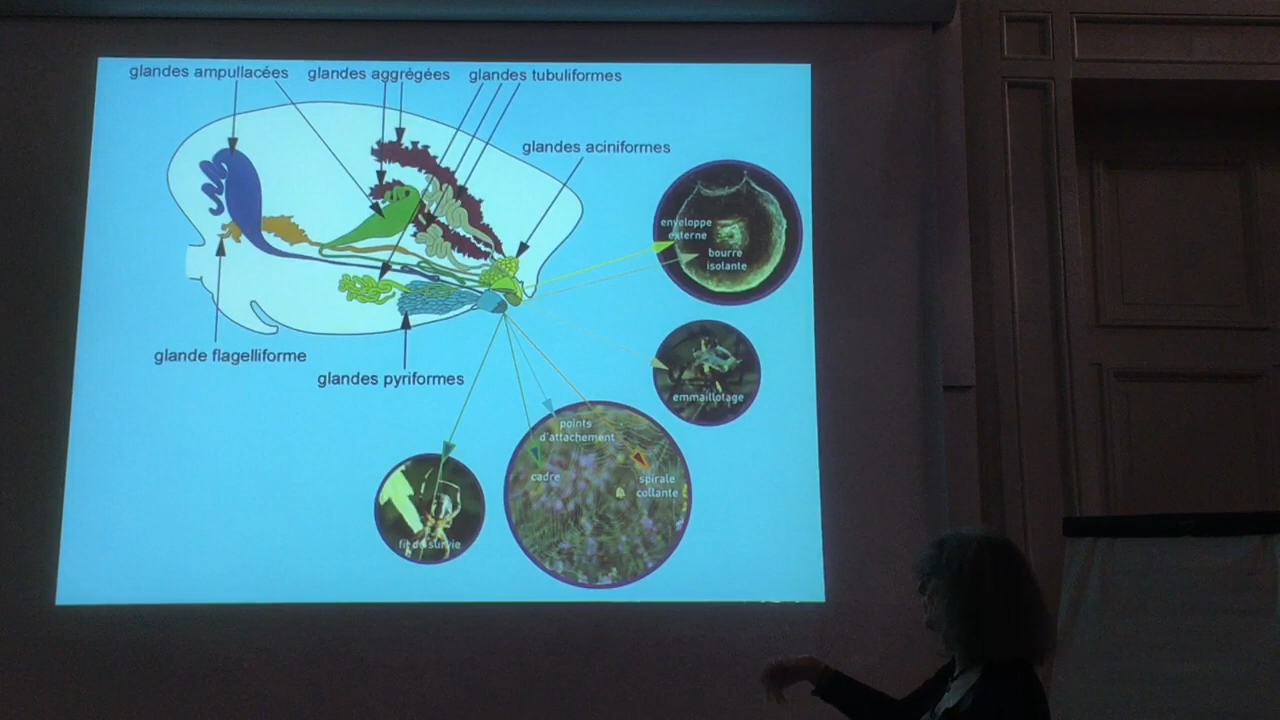 glandes ampullacées
glandes aggrégées
glandes tubuliformes
glandes aciniformes
enveloppe
externe
bourre
isolante
glande flagelliforme
glandes pyriformes
emmaillotage
points
d'attachement
cadre
spirale
collante
fil de survie